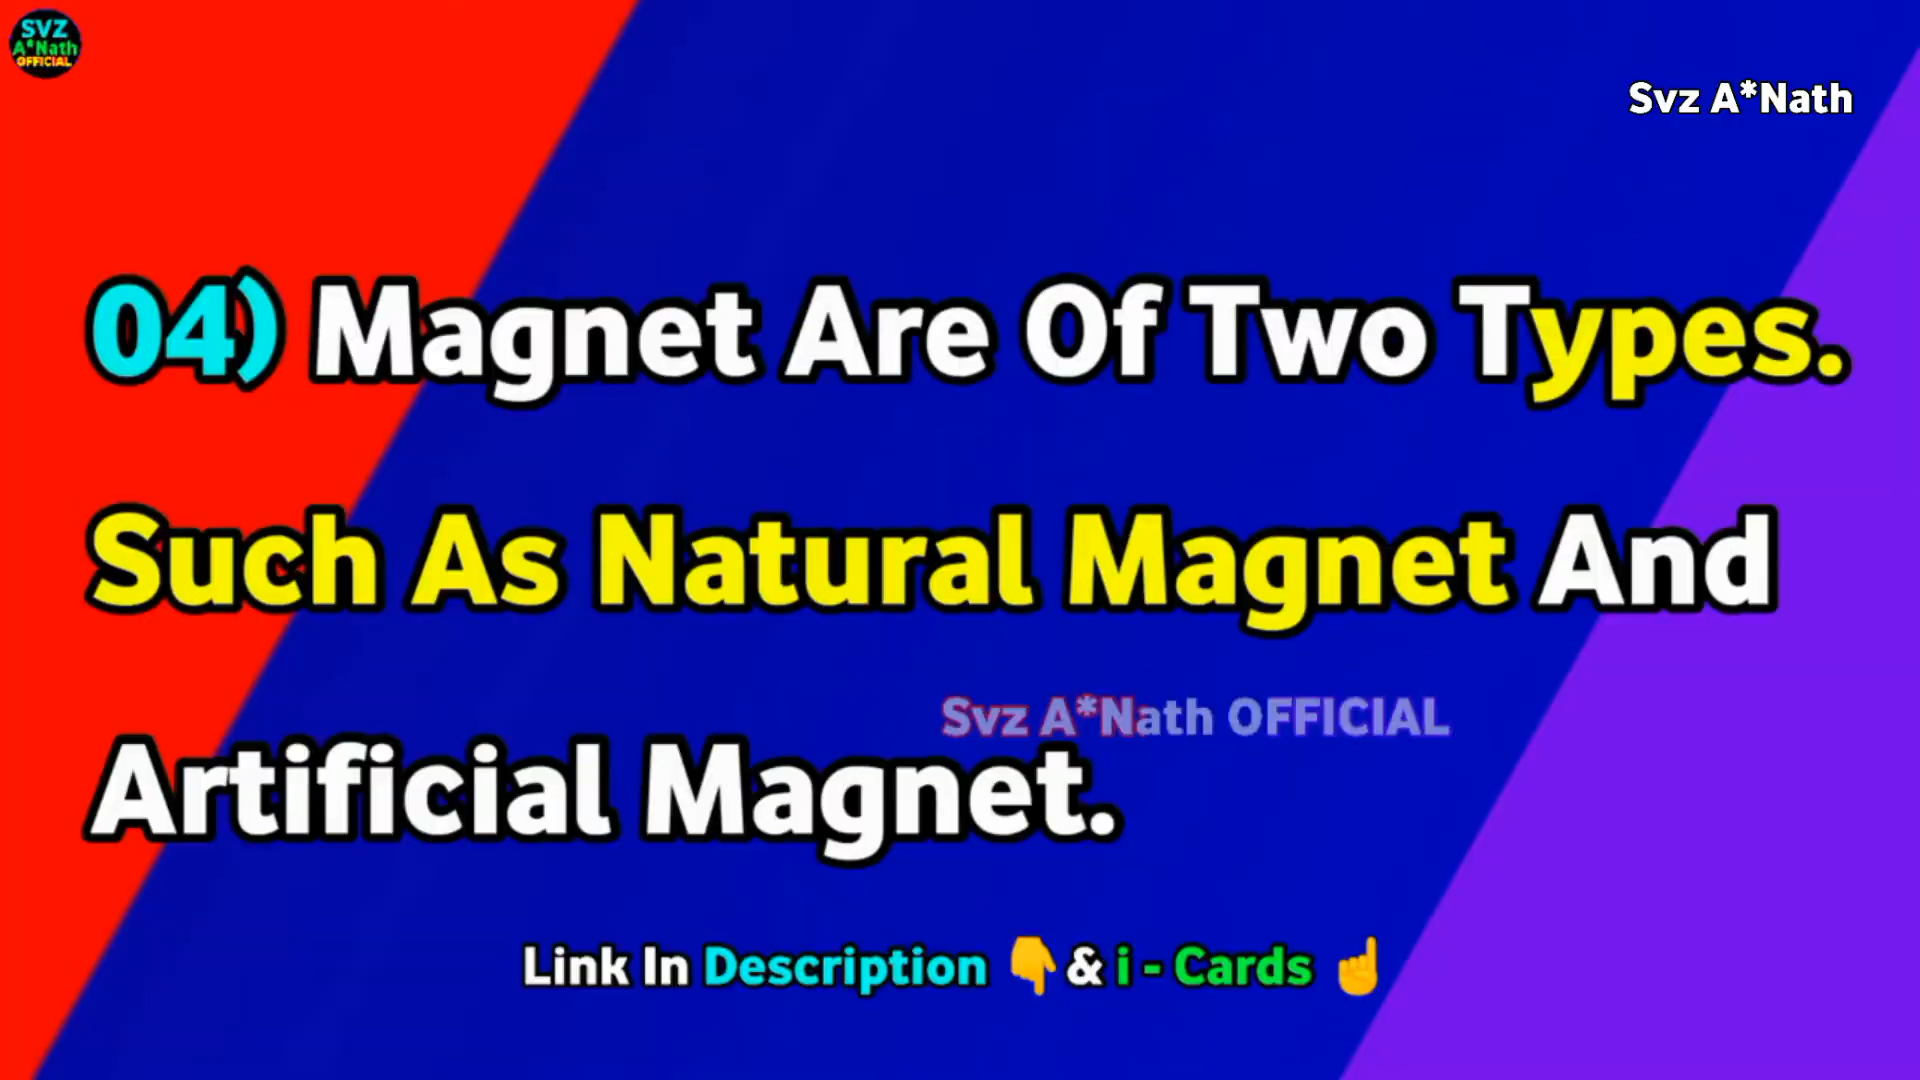 SVZ
A*Nath
OFFICIAL
Svz A*Nath
04) Magnet Are Of Two Types.
Such As Natural Magnet And
Svz A*Nath OFFICIAL
Artificial Magnet.
Link In Description 👇 & i - Cards ☝